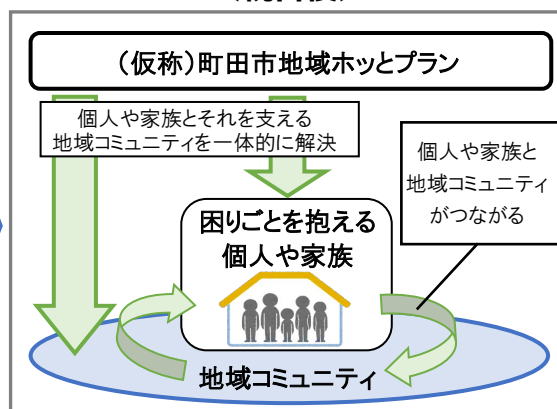 （仮称）町田市地域ホッとプラン
個人や家族とそれを支える
地域コミュニティを一体的に解決
個人や家族と
地域コミュニティ
がつながる
困りごとを抱える
個人や家族
地域コミュニティ